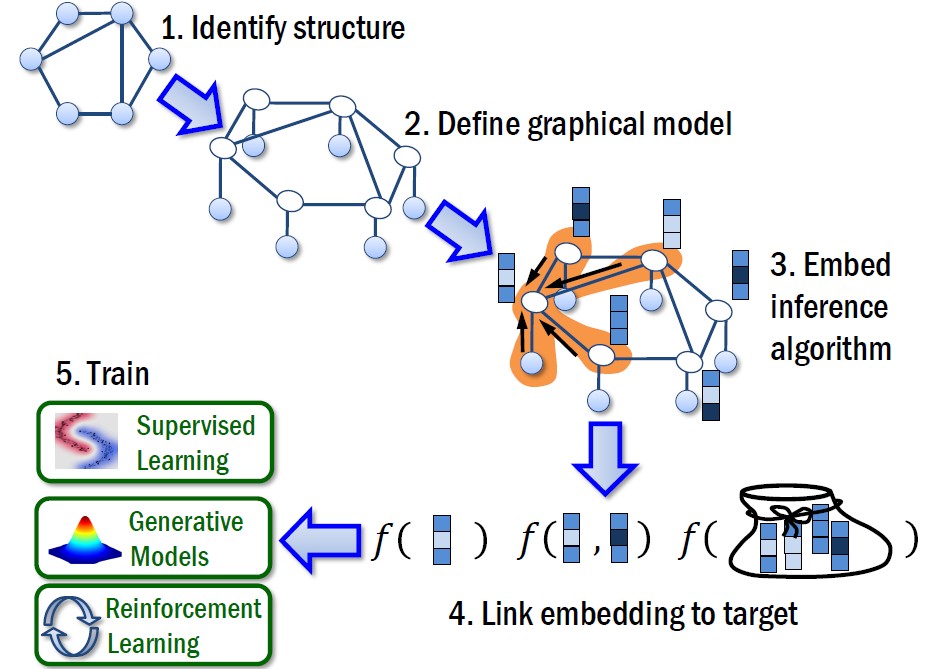 1. Identify structure
2. Define graphical model
3. Embed
inference
algorithm
f( ) f( , ) f( )
4. Link embedding to target
5. Train
Supervised
Learning
Generative
Models
Reinforcement
Learning